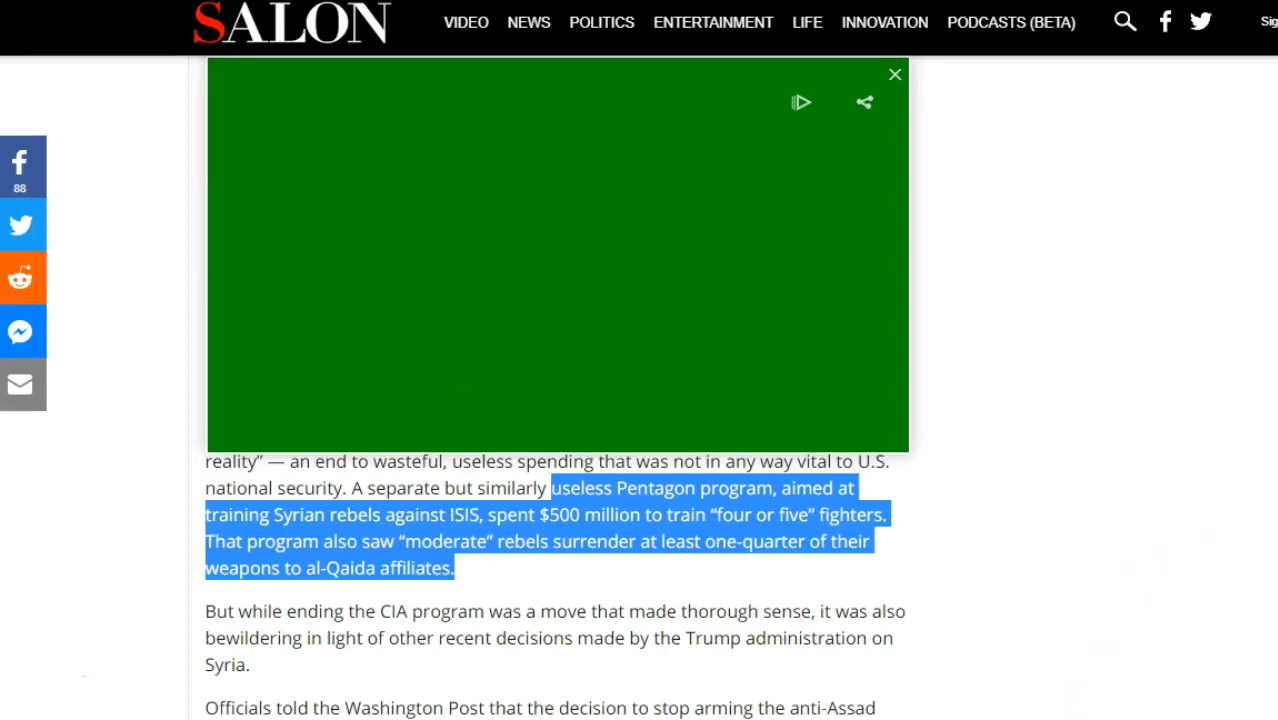 SALON
VIDEO NEWS POLITICS ENTERTAINMENT LIFE INNOVATION PODCASTS (BETA)
Sig
88
reality” — an end to wasteful, useless spending that was not in any way vital to U.S.
national security. A separate but similarly useless Pentagon program, aimed at
training Syrian rebels against ISIS, spent $500 million to train “four or five” fighters.
That program also saw “moderate” rebels surrender at least one-quarter of their
weapons to al-Qaida affiliates.
But while ending the CIA program was a move that made thorough sense, it was also
bewildering in light of other recent decisions made by the Trump administration on
Syria.
Officials told the Washington Post that the decision to stop arming the anti-Assad